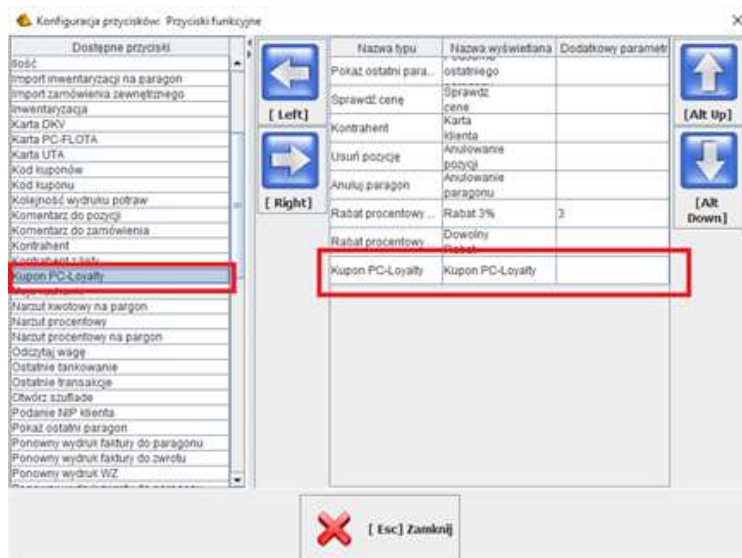 Konfiguracja przycisków: Przyciski funkcyjne
Dostępne przyciski
Ilość
Import inwentaryzacji na paragon
Import zamówienia zewnętrznego
Inwentaryzacja
Karta DKV
Karta PC-FLOTA
Karta UTA
Kod kuponów
Kod kuponu
Kolejność wydruku potraw
Komentarz do pozycji
Komentarz do zamówienia
Kontrahent
Kontrahent z listy
Kupon PC-Loyalty
Narzut kwotowy na pargon
Narzut procentowy
Narzut procentowy na pargon
Odczytaj wagę
Ostatnie tankowanie
Ostatnie transakcje
Otwórz szufladę
Podanie NIP klienta
Pokaż ostatni paragon
Ponowny wydruk faktury do paragonu
Ponowny wydruk faktury do zwrotu
Ponowny wydruk WZ
[ Left]
[ Right]
Nazwa typu Nazwa wyświetlana Dodatkowy parametr
Pokaż ostatni para... ostatniego
Sprawdź cenę Sprawdź
cene
Kontrahent Karta
klienta
Usuń pozycję Anulowanie
pozycji
Anuluj paragon Anulowanie
paragonu
Rabat procentowy ... Rabat 3% 3
Rabat procentowy ... Dowolny
Rabat
Kupon PC-Loyalty Kupon PC-Loyalty
[Alt Up]
[Alt
Down]
[ Esc] Zamknij